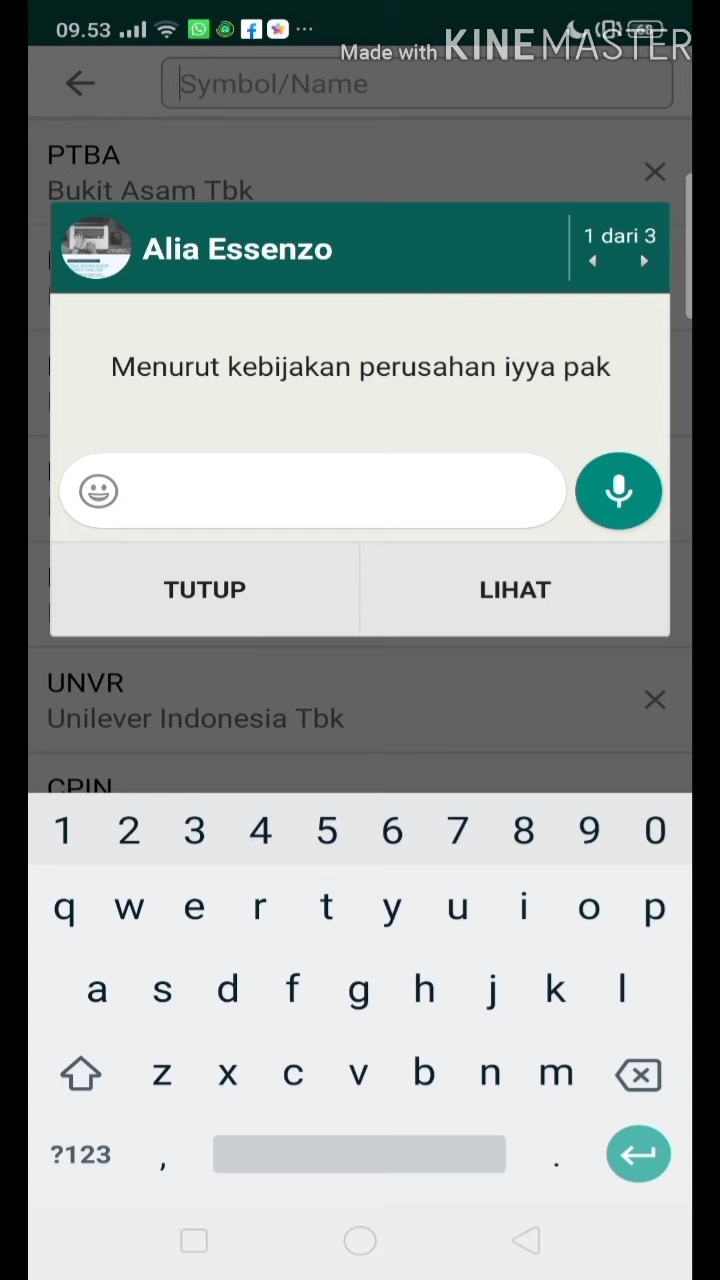 09.53
68
Made with KINEMASTER
Symbol/Name
PTBA
Bukit Asam Tbk
Alia Essenzo
1 dari 3
Menurut kebijakan perusahan iyya pak
TUTUP
LIHAT
UNVR
Unilever Indonesia Tbk
CPIN
1 2 3 4 5 6 7 8 9 0
q w e r t y u i o p
a s d f g h j k l
z x c v b n m
?123 , .